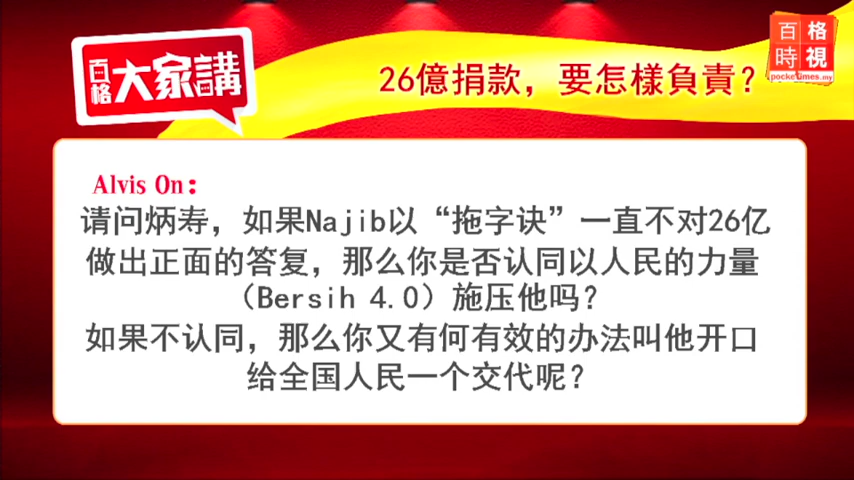 百格大家講
26億捐款，要怎樣負責？
百格時視
pocketimes.my
Alvis On：
请问炳寿，如果Najib以“拖字诀”一直不对26亿
做出正面的答复，那么你是否认同以人民的力量
（Bersih 4.0）施压他吗？
如果不认同，那么你又有何有效的办法叫他开口
给全国人民一个交代呢？